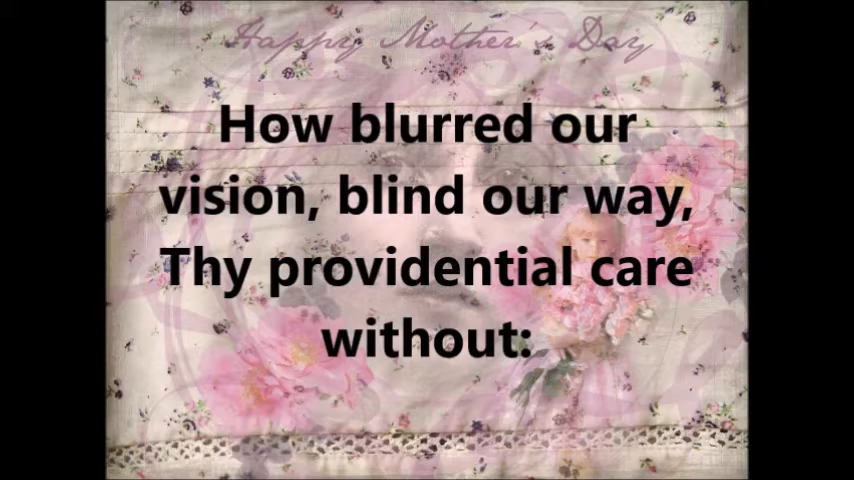 Happy Mother's Day
How blurred our
vision, blind our way,
Thy providential care
without: